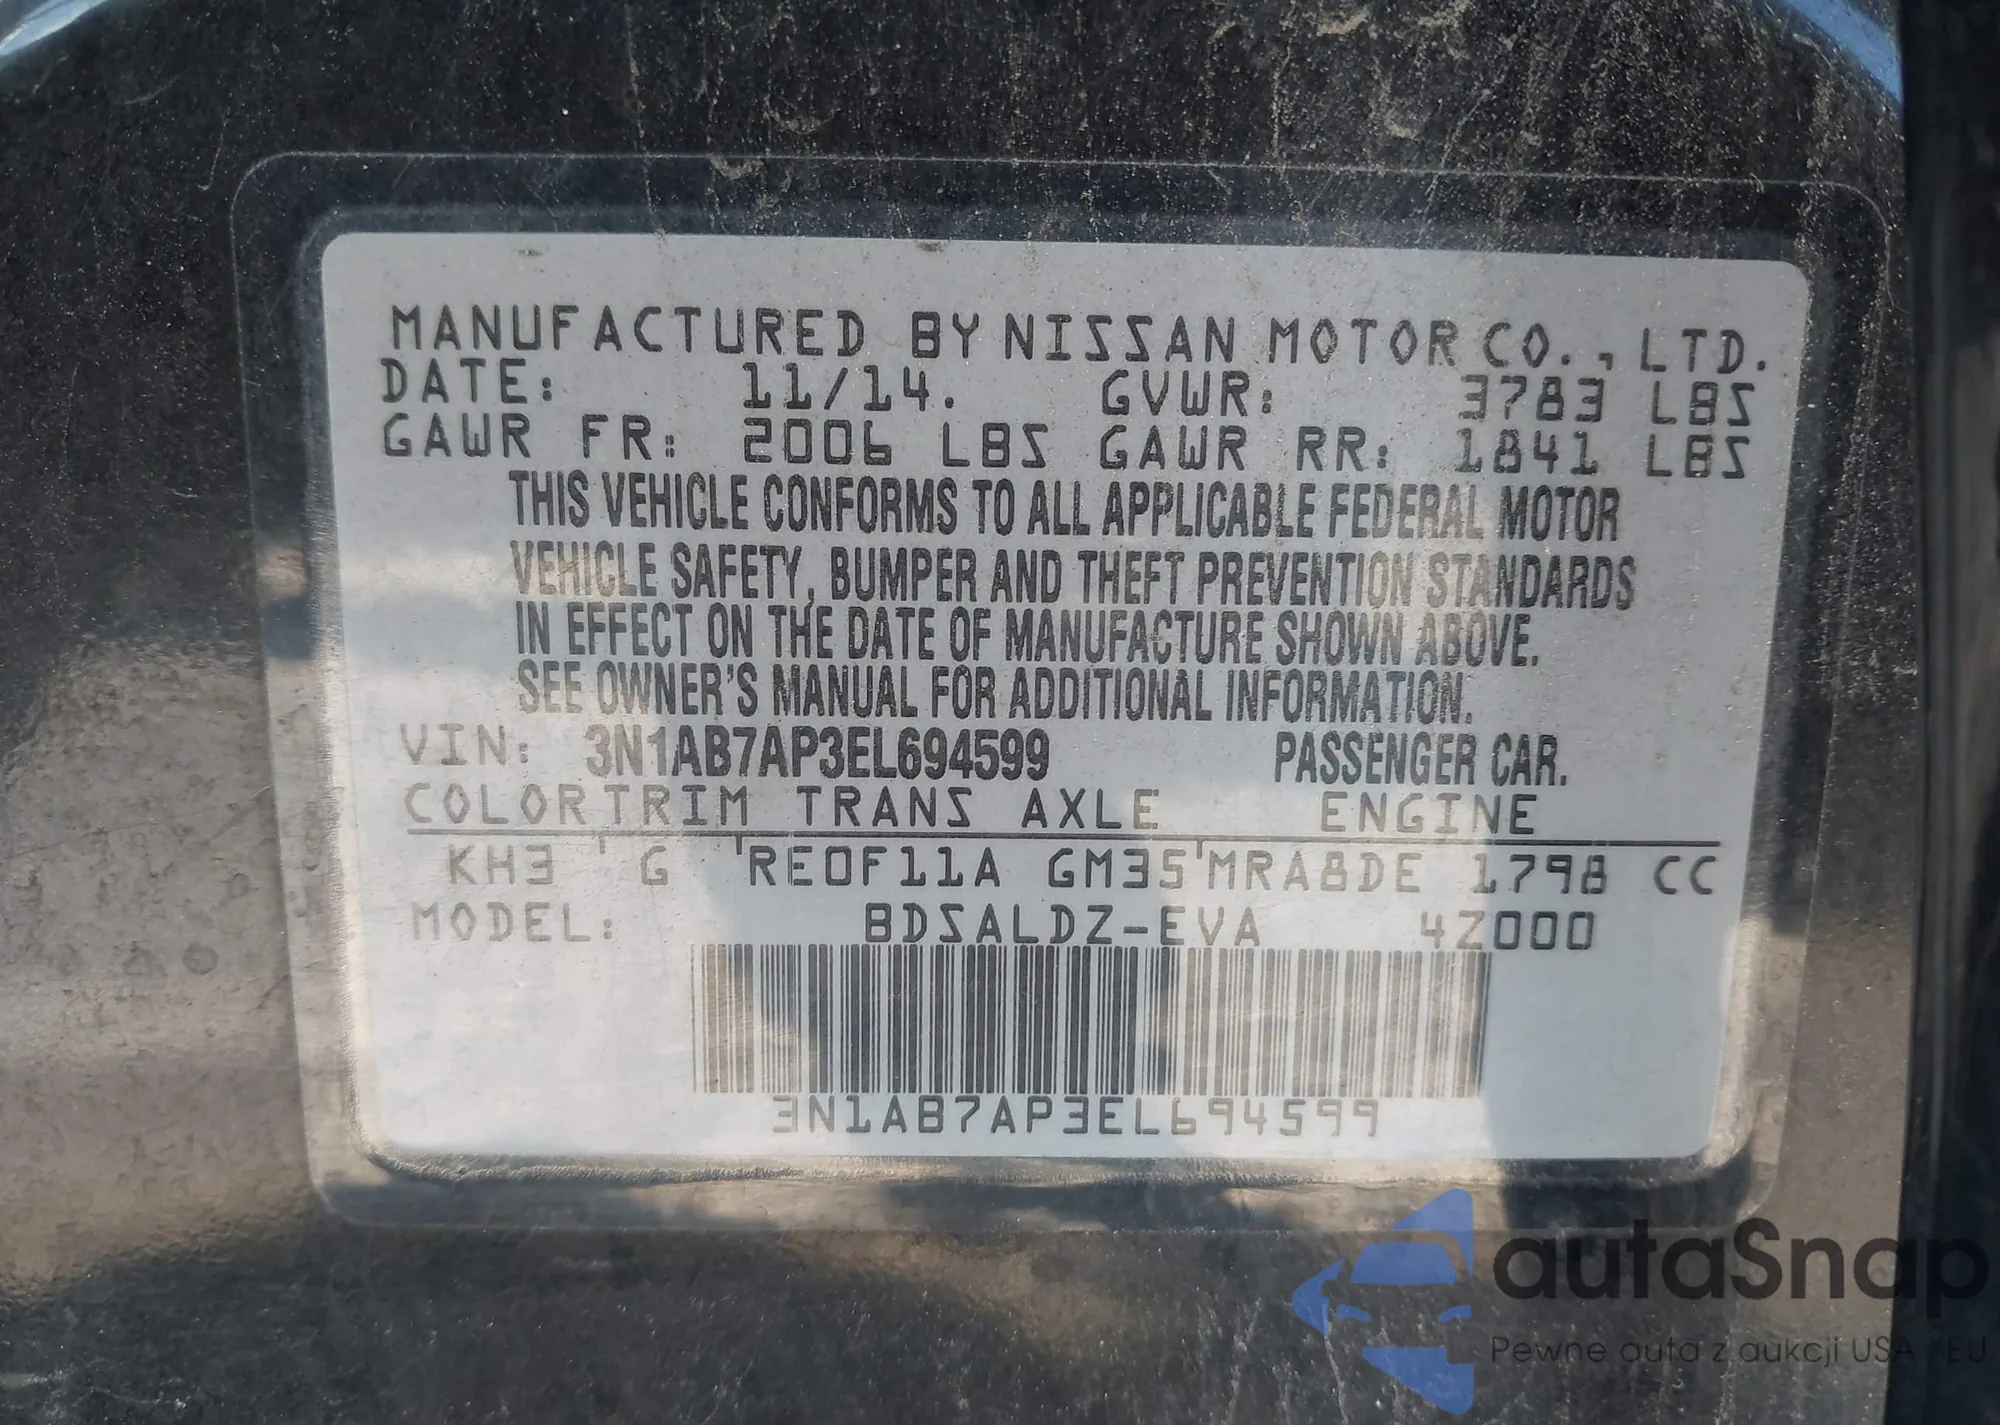 MANUFACTURED BY NISSAN MOTOR CO., LTD.
DATE: 11/14. GVWR: 3783 LBS
GAWR FR: 2006 LBS GAWR RR: 1841 LBS
THIS VEHICLE CONFORMS TO ALL APPLICABLE FEDERAL MOTOR
VEHICLE SAFETY, BUMPER AND THEFT PREVENTION STANDARDS
IN EFFECT ON THE DATE OF MANUFACTURE SHOWN ABOVE.
SEE OWNER'S MANUAL FOR ADDITIONAL INFORMATION.
VIN: 3N1AB7AP3EL694599 PASSENGER CAR.
COLOR TRIM TRANS AXLE ENGINE
KH3 G RE0F11A GM35 MRA8DE 1798 CC
MODEL: BDSALDZ-EVA 4Z000
3N1AB7AP3EL694599
autaSnap
Pewne auta z aukcji USA i EU